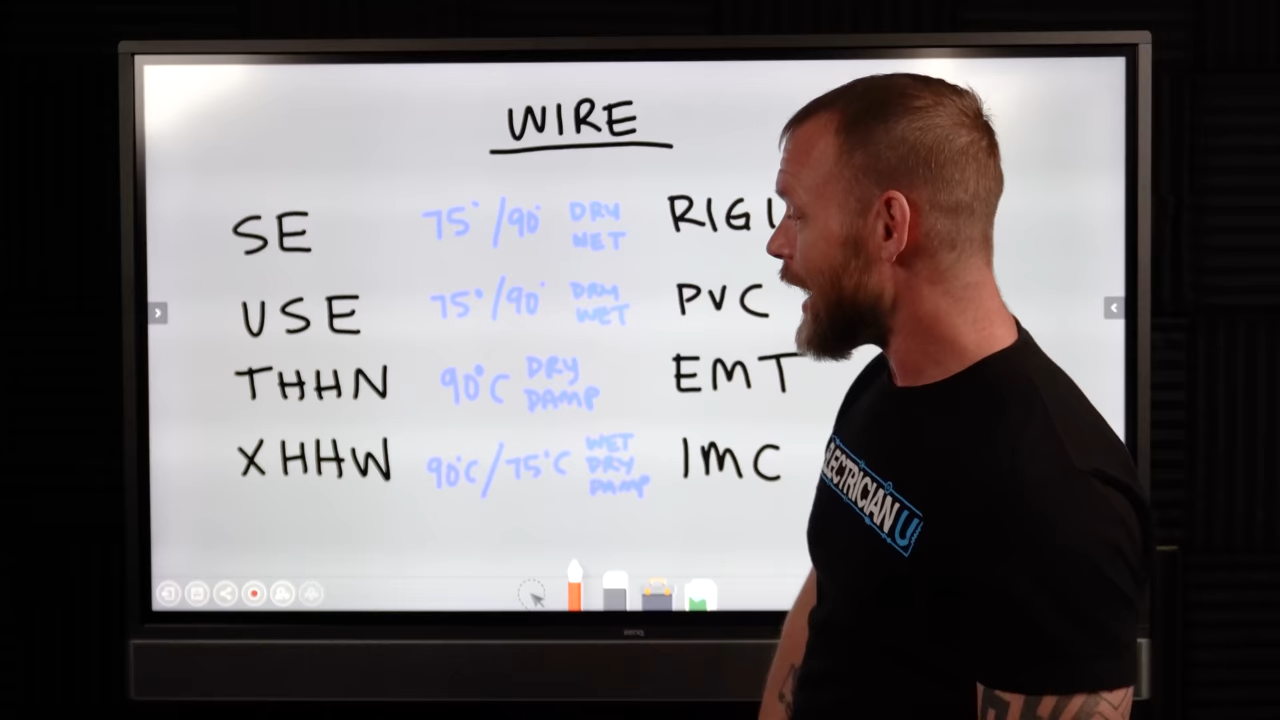 WIRE
SE 75°/90° DRY WET RIGI
USE 75°/90° DRY WET PVC
THHN 90°C DRY DAMP EMT
XHHW 90°C/75°C WET DRY DAMP IMC
ELECTRICIAN U